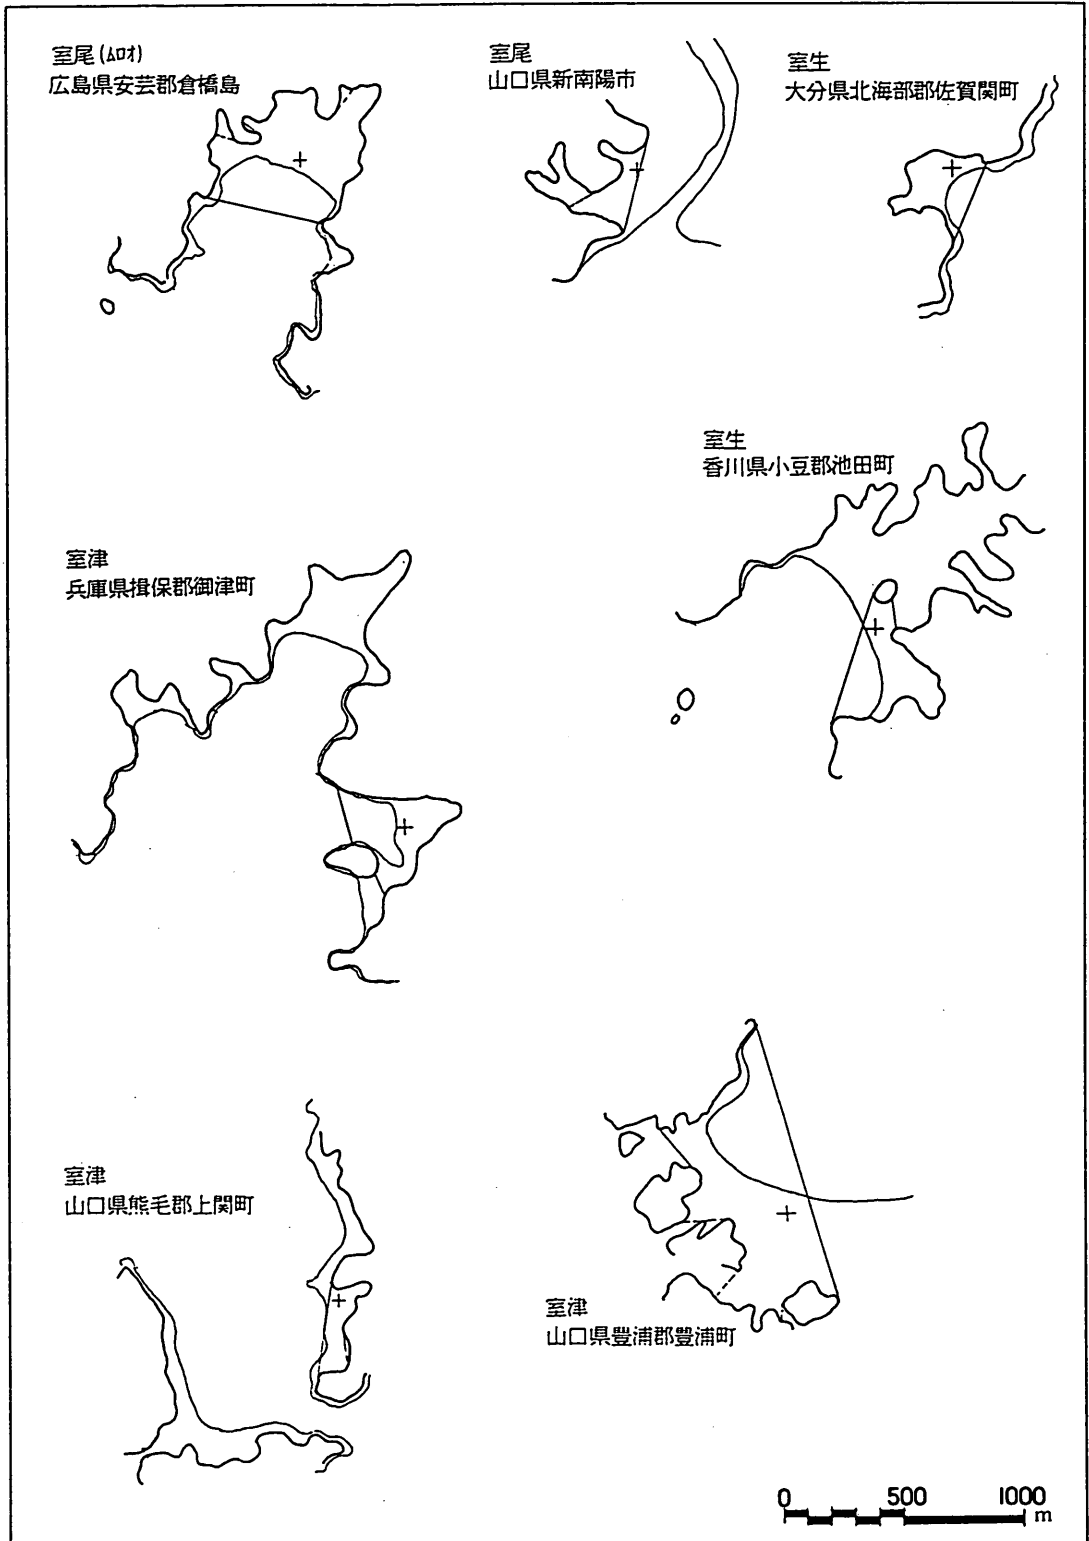 室尾(ムロオ)
広島県安芸郡倉橋島
室尾
山口県新南陽市
室生
大分県北海部郡佐賀関町
室生
香川県小豆郡池田町
室津
兵庫県揖保郡御津町
室津
山口県熊毛郡上関町
室津
山口県豊浦郡豊浦町
0 500 1000
m